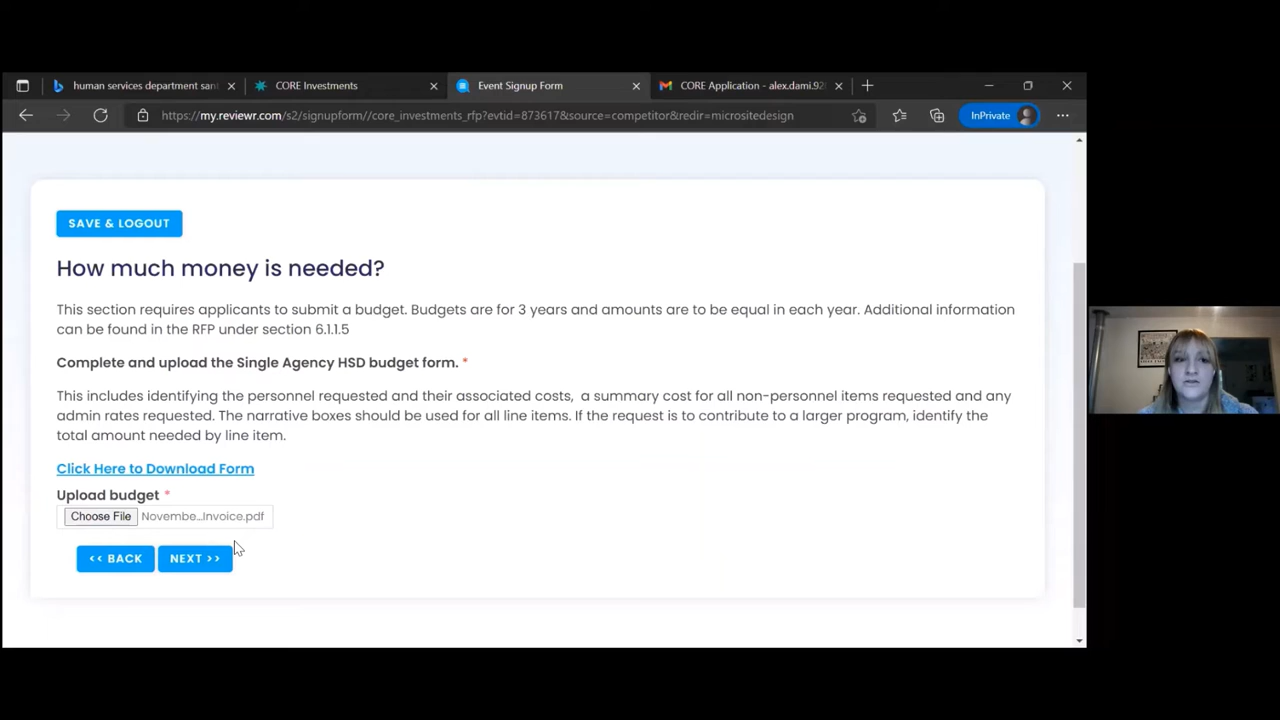 human services department sant
CORE Investments
Event Signup Form
CORE Application - alex.dami.920
https://my.reviewr.com/s2/signupform//core_investments_rfp?evtid=873617&source=competitor&redir=micrositedesign
InPrivate
SAVE & LOGOUT
How much money is needed?
This section requires applicants to submit a budget. Budgets are for 3 years and amounts are to be equal in each year. Additional information
can be found in the RFP under section 6.1.1.5
Complete and upload the Single Agency HSD budget form. *
This includes identifying the personnel requested and their associated costs, a summary cost for all non-personnel items requested and any
admin rates requested. The narrative boxes should be used for all line items. If the request is to contribute to a larger program, identify the
total amount needed by line item.
Click Here to Download Form
Upload budget *
Choose File Novembe...Invoice.pdf
<< BACK NEXT >>